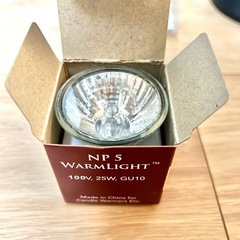 NP 5
WARMLIGHT™
100V, 25W, GU10
Made in China for
Candle Warmers Etc.